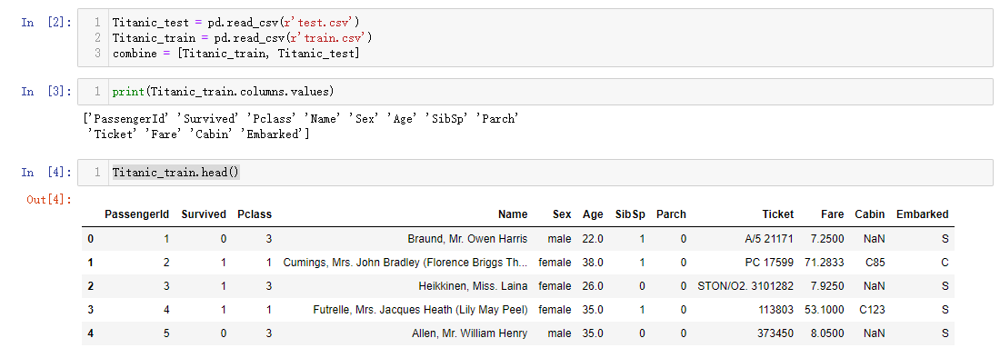 In [2]:
1 Titanic_test = pd.read_csv(r'test.csv')
2 Titanic_train = pd.read_csv(r'train.csv')
3 combine = [Titanic_train, Titanic_test]
In [3]:
1 print(Titanic_train.columns.values)
['PassengerId' 'Survived' 'Pclass' 'Name' 'Sex' 'Age' 'SibSp' 'Parch'
'Ticket' 'Fare' 'Cabin' 'Embarked']
In [4]:
1 Titanic_train.head()
Out[4]:
PassengerId Survived Pclass Name Sex Age SibSp Parch Ticket Fare Cabin Embarked
0 1 0 3 Braund, Mr. Owen Harris male 22.0 1 0 A/5 21171 7.2500 NaN S
1 2 1 1 Cumings, Mrs. John Bradley (Florence Briggs Th... female 38.0 1 0 PC 17599 71.2833 C85 C
2 3 1 3 Heikkinen, Miss. Laina female 26.0 0 0 STON/O2. 3101282 7.9250 NaN S
3 4 1 1 Futrelle, Mrs. Jacques Heath (Lily May Peel) female 35.0 1 0 113803 53.1000 C123 S
4 5 0 3 Allen, Mr. William Henry male 35.0 0 0 373450 8.0500 NaN S